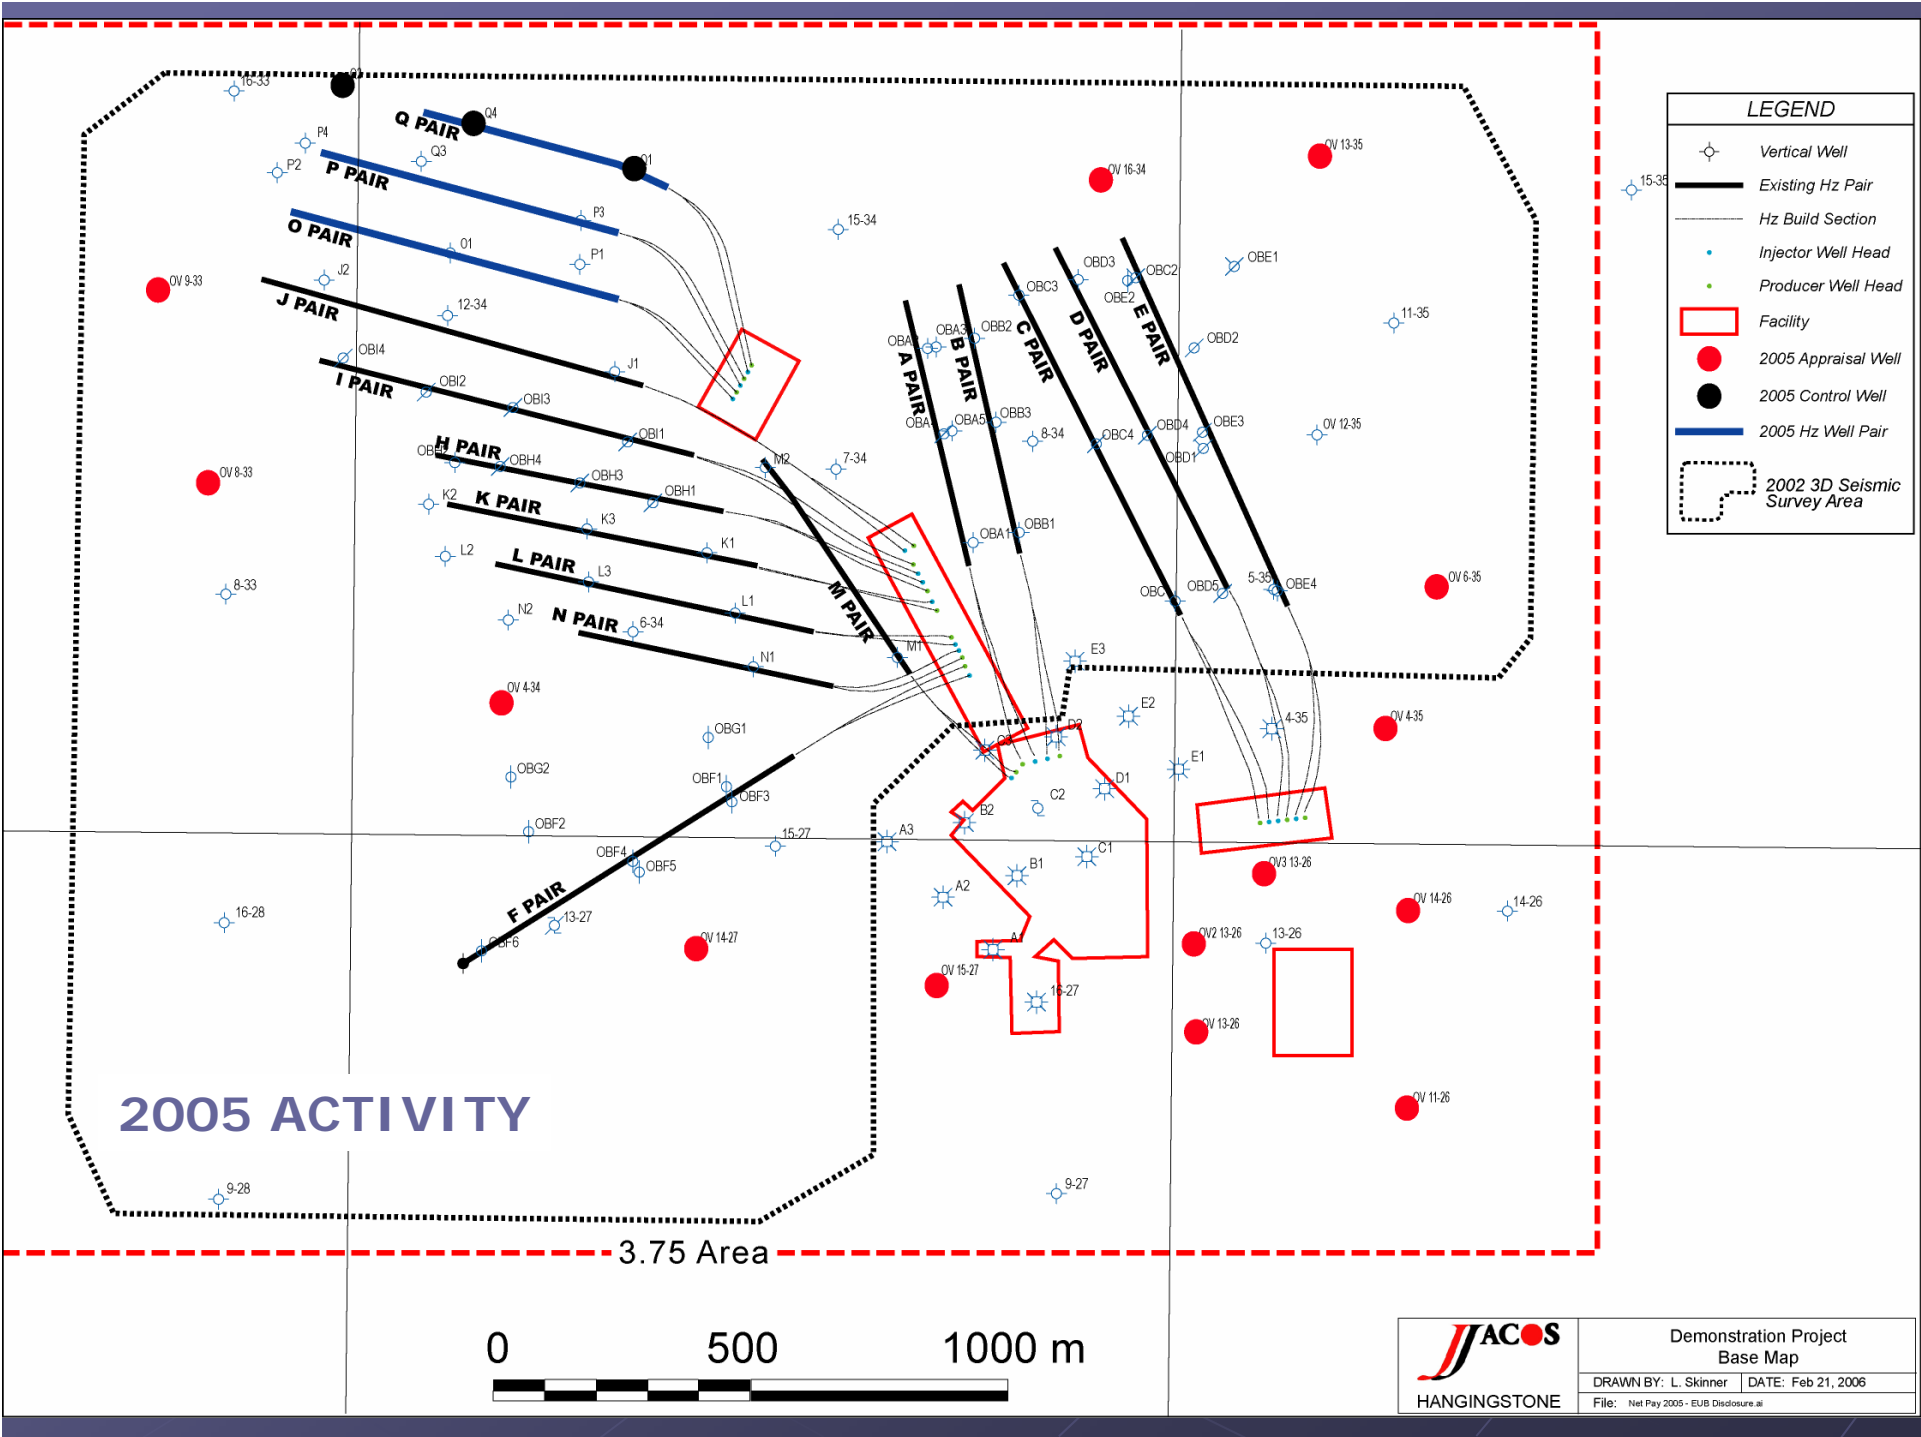 16-33
Q4
Q PAIR
P4
Q3
P2
P PAIR
Q1
OV 16-34
OV 13-35
15-35
P3
15-34
O PAIR
O1
P1
OV 9-33
J2
J PAIR
12-34
OBC3
OBD3
OBC2
OBE1
OBE2
11-35
OBI4
I PAIR
J1
OBI2
OBI3
OBI1
OBA3
OBB2
A PAIR
B PAIR
C PAIR
D PAIR
E PAIR
OBD2
H PAIR
OBH4
OBH3
OBH1
OV 8-33
M2
7-34
OBA5
OBB3
8-34
OBC4
OBD4
OBE3
OBD1
OV 12-35
K2
K PAIR
K3
K1
OBA1
OBB1
L2
L PAIR
L3
L1
M PAIR
8-33
N2
N PAIR
6-34
N1
M1
OBD5
5-35
OBE4
OV 6-35
E3
OV 4-34
E2
4-35
OV 4-35
OBG1
D2
E1
OBG2
OBF1
OBF3
D1
C2
B2
OBF2
15-27
A3
C1
OBF4
OBF5
B1
A2
OV3 13-26
F PAIR
16-28
13-27
OBF6
OV 14-27
A1
OV2 13-26
13-26
OV 14-26
14-26
OV 15-27
16-27
OV 13-26
OV 11-26
2005 ACTIVITY
9-28
9-27
3.75 Area
0 500 1000 m
LEGEND
Vertical Well
Existing Hz Pair
Hz Build Section
Injector Well Head
Producer Well Head
Facility
2005 Appraisal Well
2005 Control Well
2005 Hz Well Pair
2002 3D Seismic
Survey Area
JACOS
HANGINGSTONE
Demonstration Project
Base Map
DRAWN BY: L. Skinner DATE: Feb 21, 2006
File: Net Pay 2005 - EUB Disclosure.ai